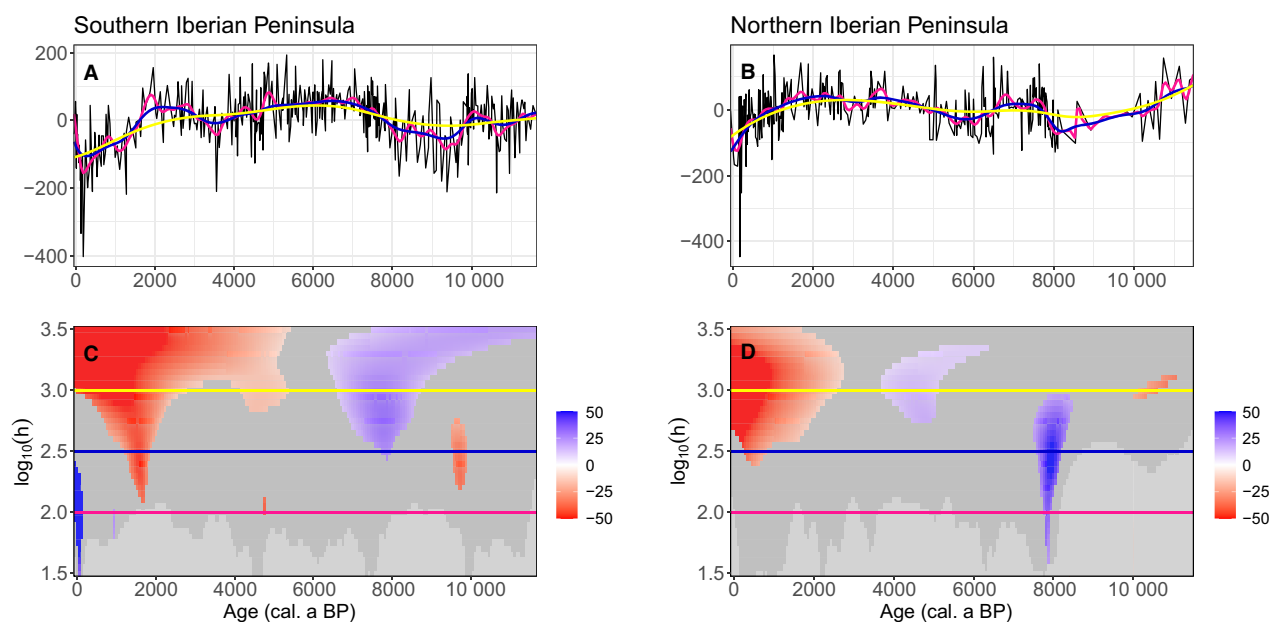 Southern Iberian Peninsula
Northern Iberian Peninsula
A
200
0
−200
−400
0 2000 4000 6000 8000 10 000
B
0
−200
−400
0 2000 4000 6000 8000 10 000
C
3.5
3.0
2.5
2.0
1.5
log10(h)
0 2000 4000 6000 8000 10 000
Age (cal. a BP)
50
25
0
−25
−50
D
3.5
3.0
2.5
2.0
1.5
log10(h)
0 2000 4000 6000 8000 10 000
Age (cal. a BP)
50
25
0
−25
−50